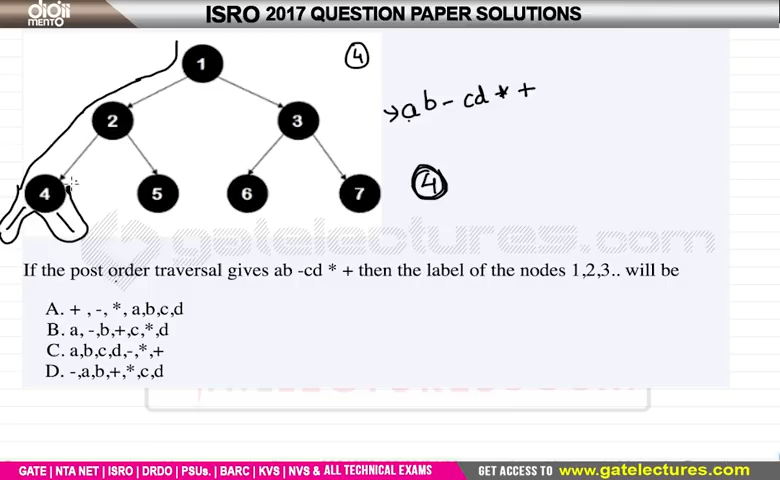 digii
MENTO
ISRO 2017 QUESTION PAPER SOLUTIONS
1
4
2
3
→ab-cd*+
4
5
6
7
4
gatelectures.com
If the post order traversal gives ab -cd * + then the label of the nodes 1,2,3.. will be
A. + , -, *, a,b,c,d
B. a, -,b,+,c,*,d
C. a,b,c,d,-,*,+
D. -,a,b,+,*,c,d
GATE | NTA NET | ISRO | DRDO | PSUs. | BARC | KVS | NVS & ALL TECHNICAL EXAMS
GET ACCESS TO www.gatelectures.com